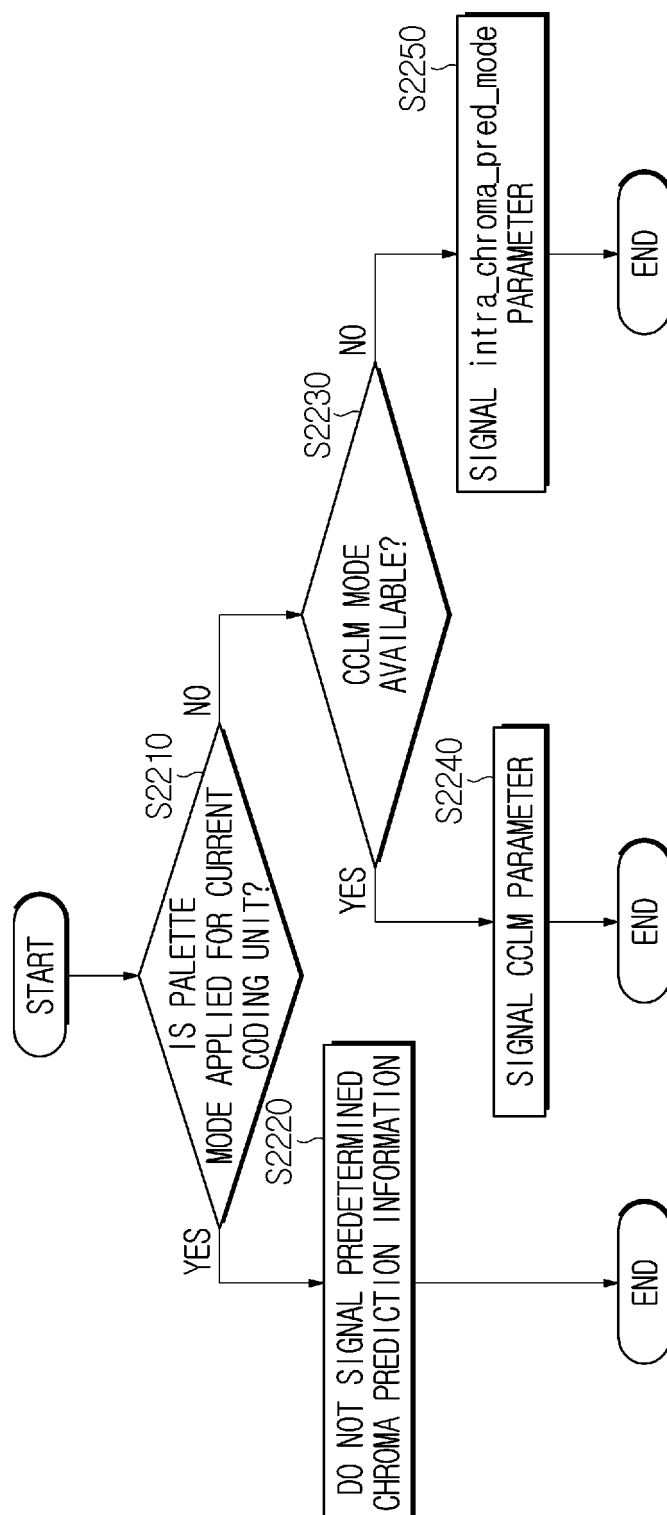 START
IS PALETTE
MODE APPLIED FOR CURRENT
CODING UNIT?
S2210
YES
NO
S2220
DO NOT SIGNAL PREDETERMINED
CHROMA PREDICTION INFORMATION
END
S2230
CCLM MODE
AVAILABLE?
YES
NO
S2240
SIGNAL CCLM PARAMETER
END
S2250
SIGNAL intra_chroma_pred_mode
PARAMETER
END